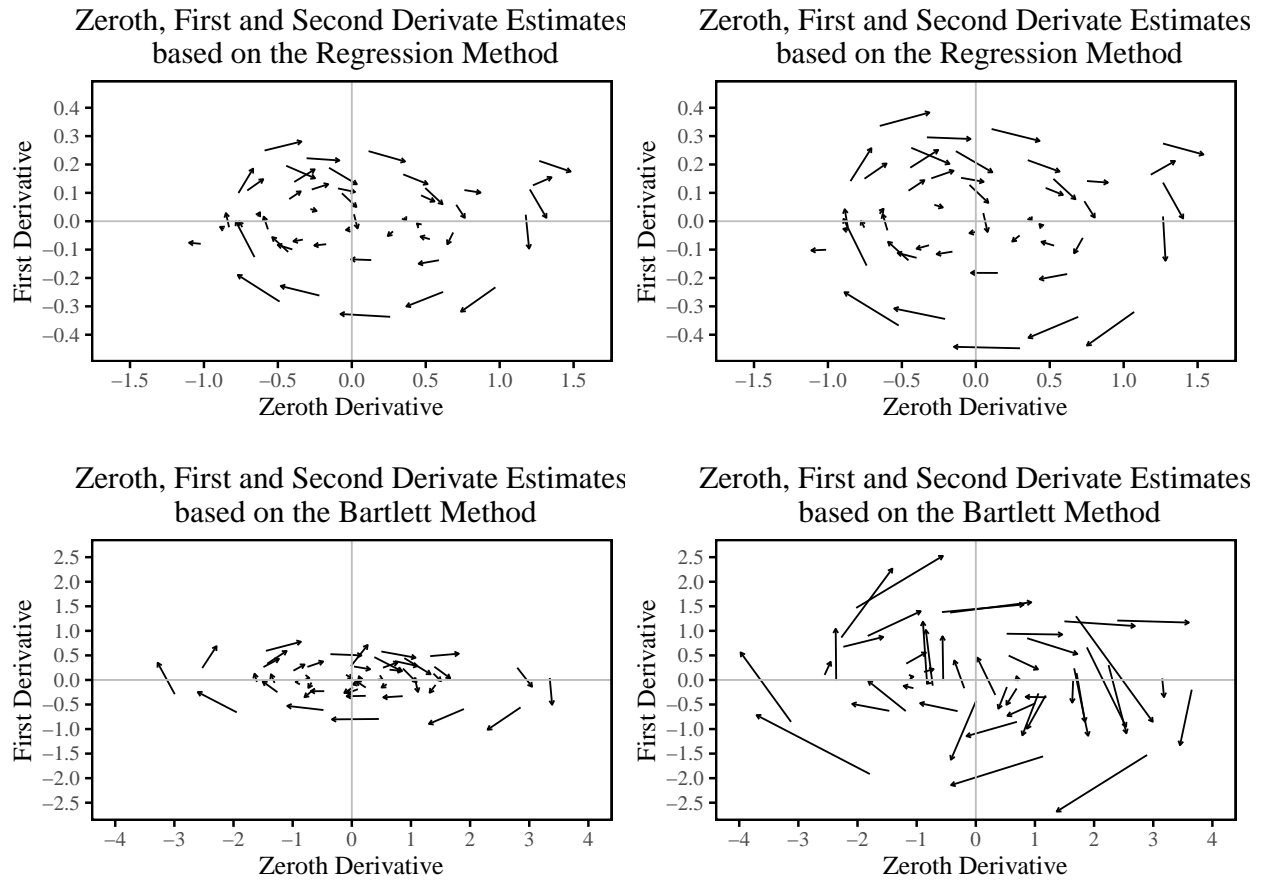 Zeroth, First and Second Derivate Estimates
based on the Regression Method
First Derivative
0.4
0.3
0.2
0.1
0.0
−0.1
−0.2
−0.3
−0.4
−1.5 −1.0 −0.5 0.0 0.5 1.0 1.5
Zeroth Derivative
Zeroth, First and Second Derivate Estimates
based on the Regression Method
First Derivative
0.4
0.3
0.2
0.1
0.0
−0.1
−0.2
−0.3
−0.4
−1.5 −1.0 −0.5 0.0 0.5 1.0 1.5
Zeroth Derivative
Zeroth, First and Second Derivate Estimates
based on the Bartlett Method
First Derivative
2.5
2.0
1.5
1.0
0.5
0.0
−0.5
−1.0
−1.5
−2.0
−2.5
−4 −3 −2 −1 0 1 2 3 4
Zeroth Derivative
Zeroth, First and Second Derivate Estimates
based on the Bartlett Method
First Derivative
2.5
2.0
1.5
1.0
0.5
0.0
−0.5
−1.0
−1.5
−2.0
−2.5
−4 −3 −2 −1 0 1 2 3 4
Zeroth Derivative